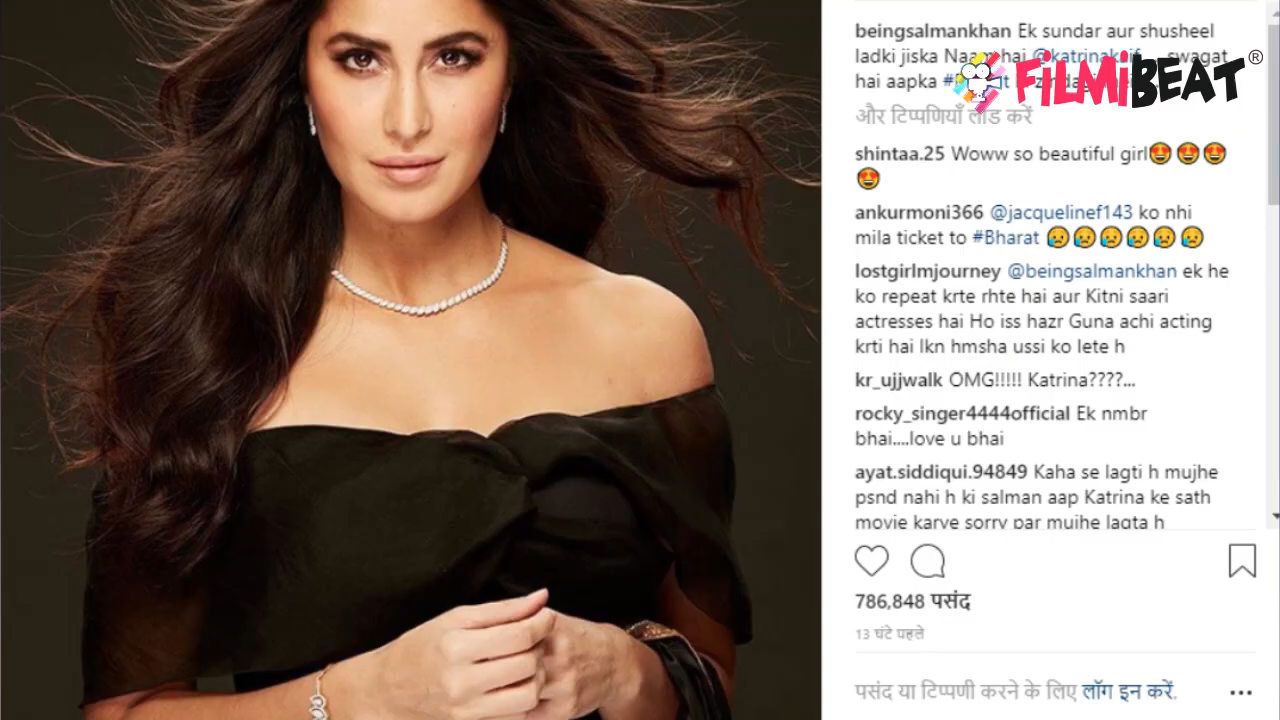 beingsalmankhan Ek sundar aur shusheel
ladki jiska Naam hai @katrinakaif swagat
hai aapka
FILMiBEAT®
और टिप्पणियाँ लोड करें
shintaa.25 Woww so beautiful girl😍😍😍
😍
ankurmoni366 @jacquelinef143 ko nhi
mila ticket to #Bharat 😥😥😥😥😥😥
lostgirlmjourney @beingsalmankhan ek he
ko repeat krte rhte hai aur Kitni saari
actresses hai Ho iss hazr Guna achi acting
krti hai lkn hmsha ussi ko lete h
kr_ujjwalk OMG!!!!! Katrina????...
rocky_singer4444official Ek nmbr
bhai....love u bhai
ayat.siddiqui.94849 Kaha se lagti h mujhe
psnd nahi h ki salman aap Katrina ke sath
movie karve sorry par mujhe lagta h
786,848 पसंद
13 घंटे पहले
पसंद या टिप्पणी करने के लिए लॉग इन करें.